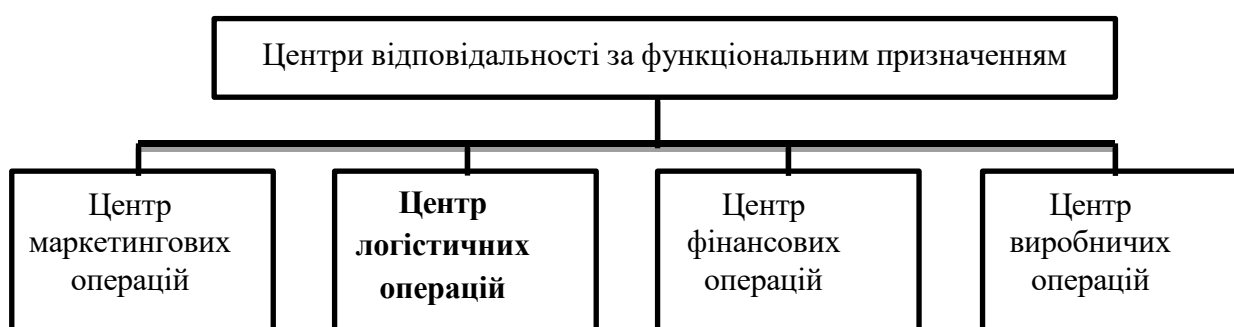 Центри відповідальності за функціональним призначенням
Центр
маркетингових
операцій
Центр
логістичних
операцій
Центр
фінансових
операцій
Центр
виробничих
операцій